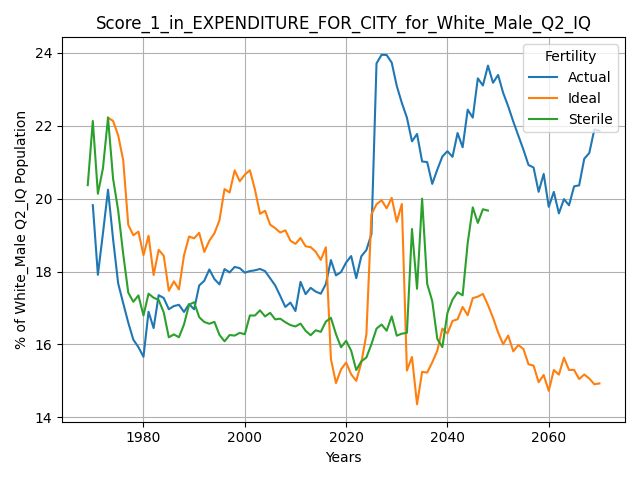 Score_1_in_EXPENDITURE_FOR_CITY_for_White_Male_Q2_IQ
% of White_Male Q2_IQ Population
24
22
20
18
16
14
Fertility
Actual
Ideal
Sterile
1980
2000
2020
2040
2060
Years